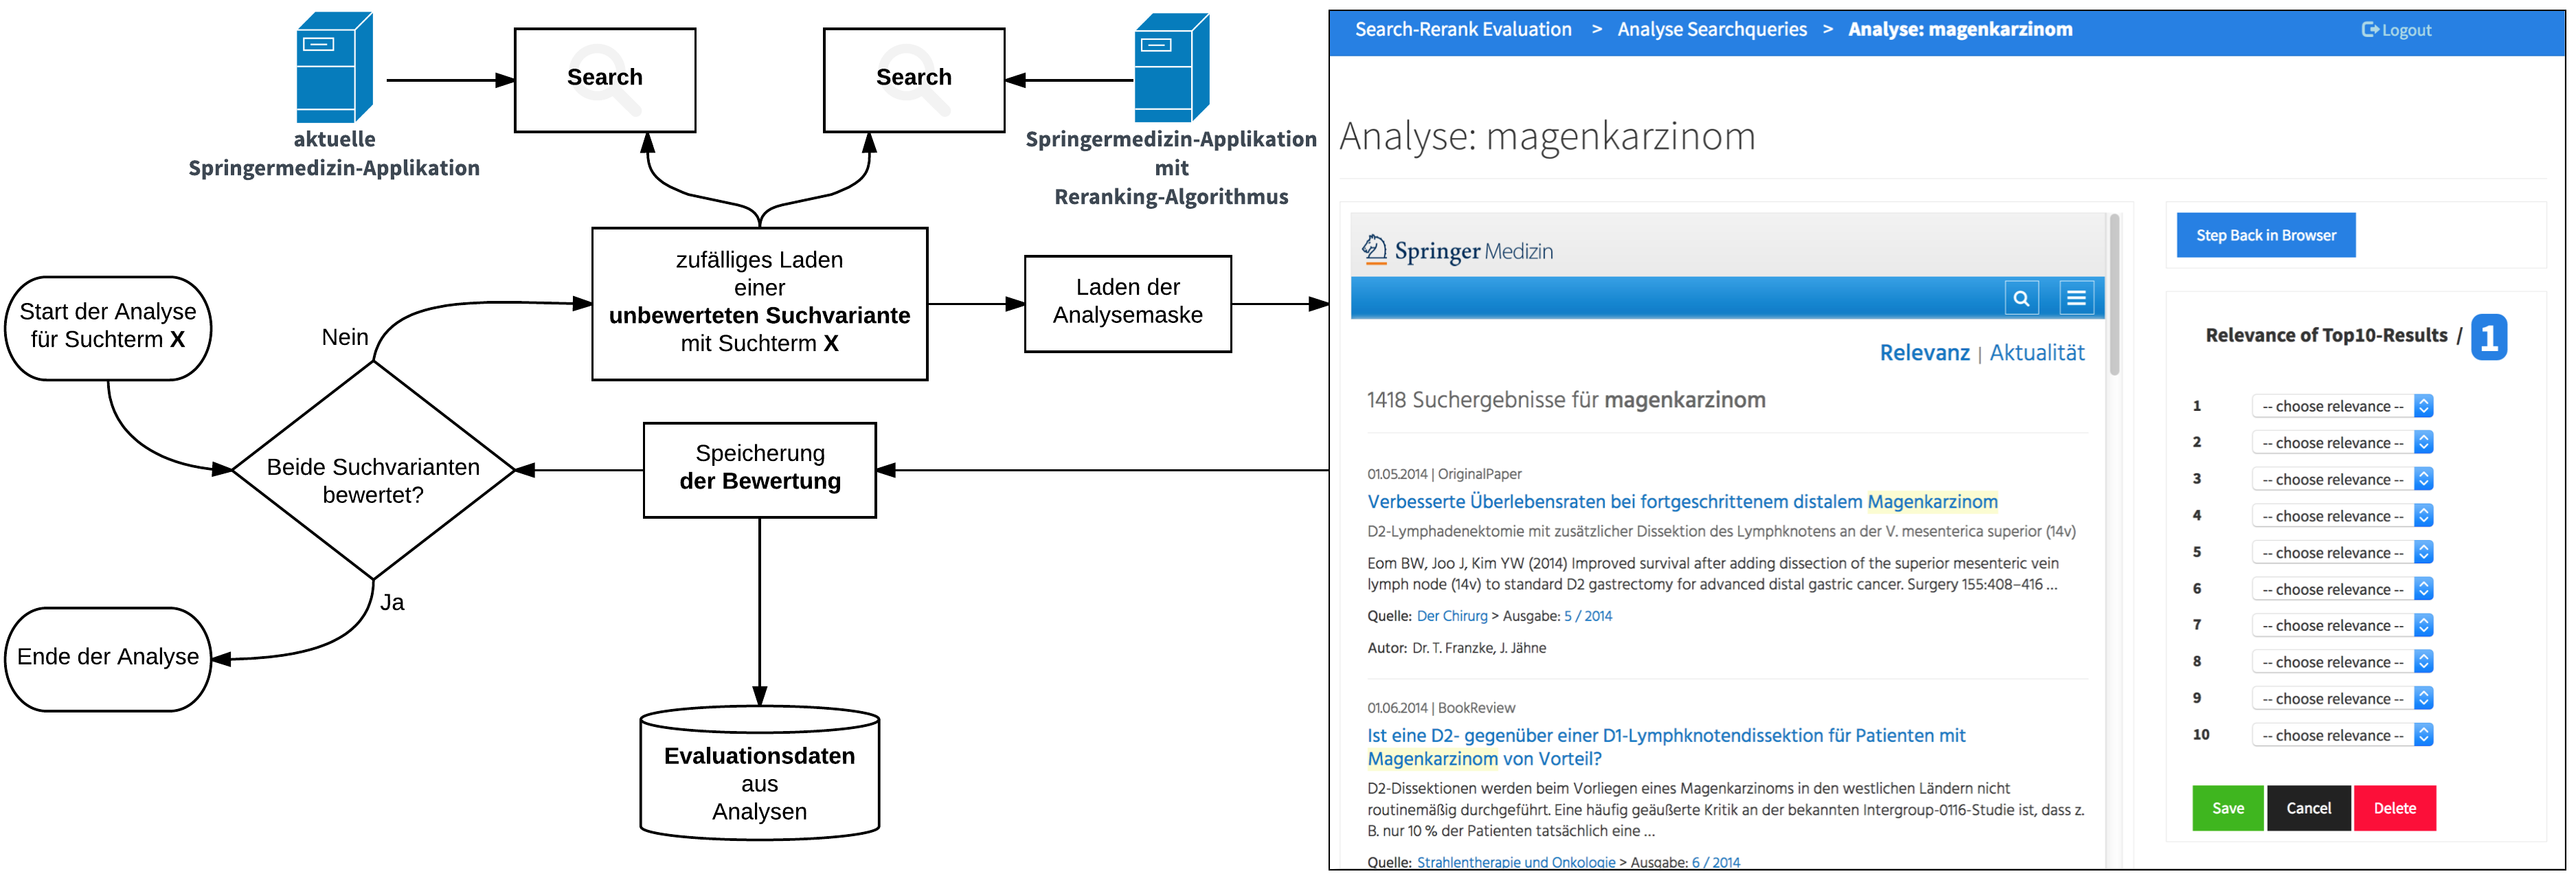 aktuelle
Springermedizin-Applikation
Search
Search
Springermedizin-Applikation
mit
Reranking-Algorithmus
Start der Analyse
für Suchterm X
Nein
zufälliges Laden
einer
unbewerteten Suchvariante
mit Suchterm X
Laden der
Analysemaske
Beide Suchvarianten
bewertet?
Speicherung
der Bewertung
Ja
Ende der Analyse
Evaluationsdaten
aus
Analysen
Search-Rerank Evaluation > Analyse Searchqueries > Analyse: magenkarzinom Logout
Analyse: magenkarzinom
Springer Medizin
Relevanz | Aktualität
1418 Suchergebnisse für magenkarzinom
01.05.2014 | OriginalPaper
Verbesserte Überlebensraten bei fortgeschrittenem distalem Magenkarzinom
D2-Lymphadenektomie mit zusätzlicher Dissektion des Lymphknotens an der V. mesenterica superior (14v)
Eom BW, Joo J, Kim YW (2014) Improved survival after adding dissection of the superior mesenteric vein
lymph node (14v) to standard D2 gastrectomy for advanced distal gastric cancer. Surgery 155:408–416 ...
Quelle: Der Chirurg > Ausgabe: 5 / 2014
Autor: Dr. T. Franzke, J. Jähne
01.06.2014 | BookReview
Ist eine D2- gegenüber einer D1-Lymphknotendissektion für Patienten mit
Magenkarzinom von Vorteil?
D2-Dissektionen werden beim Vorliegen eines Magenkarzinoms in den westlichen Ländern nicht
routinemäßig durchgeführt. Eine häufig geäußerte Kritik an der bekannten Intergroup-0116-Studie ist, dass z.
B. nur 10 % der Patienten tatsächlich eine ...
Quelle: Strahlentherapie und Onkologie > Ausgabe: 6 / 2014
Step Back in Browser
Relevance of Top10-Results / 1
1 -- choose relevance --
2 -- choose relevance --
3 -- choose relevance --
4 -- choose relevance --
5 -- choose relevance --
6 -- choose relevance --
7 -- choose relevance --
8 -- choose relevance --
9 -- choose relevance --
10 -- choose relevance --
Save Cancel Delete